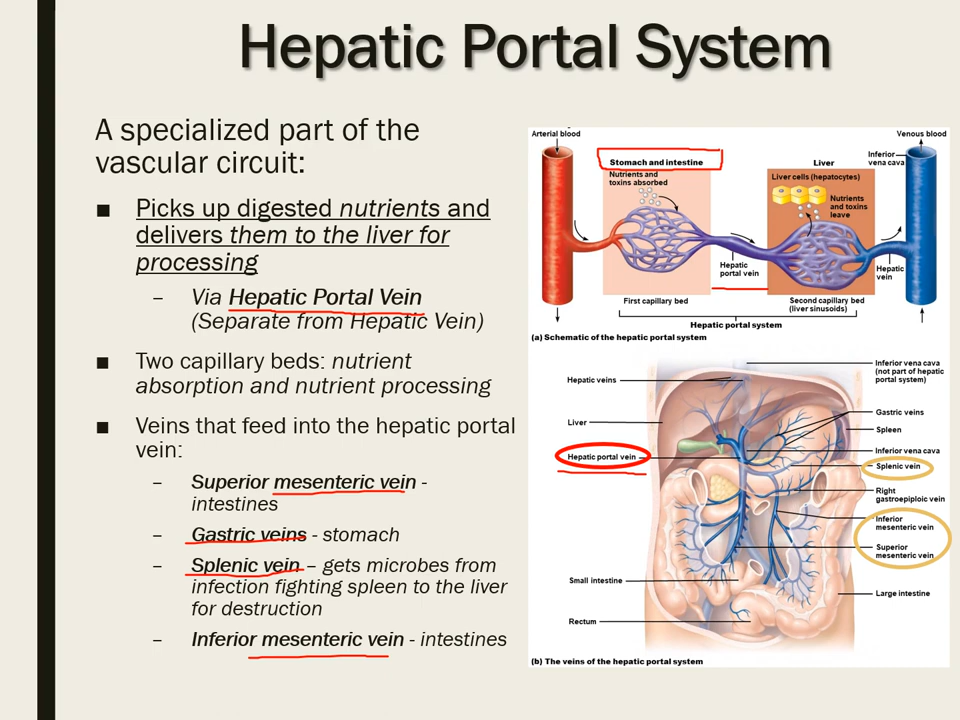 Hepatic Portal System
A specialized part of the
vascular circuit:
■ Picks up digested nutrients and
delivers them to the liver for
processing
– Via Hepatic Portal Vein
(Separate from Hepatic Vein)
■ Two capillary beds: nutrient
absorption and nutrient processing
■ Veins that feed into the hepatic portal
vein:
– Superior mesenteric vein -
intestines
– Gastric veins - stomach
– Splenic vein – gets microbes from
infection fighting spleen to the liver
for destruction
– Inferior mesenteric vein - intestines
Arterial blood
Venous blood
Stomach and intestine
Liver
Inferior
vena cava
Nutrients and
toxins absorbed
Liver cells (hepatocytes)
Nutrients
and toxins
leave
Hepatic
portal vein
Hepatic
vein
First capillary bed
Second capillary bed
(liver sinusoids)
Hepatic portal system
(a) Schematic of the hepatic portal system
Hepatic veins
Liver
Hepatic portal vein
Small intestine
Rectum
Inferior vena cava
(not part of hepatic
portal system)
Gastric veins
Spleen
Inferior vena cava
Splenic vein
Right
gastroepiploic vein
Inferior
mesenteric vein
Superior
mesenteric vein
Large intestine
(b) The veins of the hepatic portal system